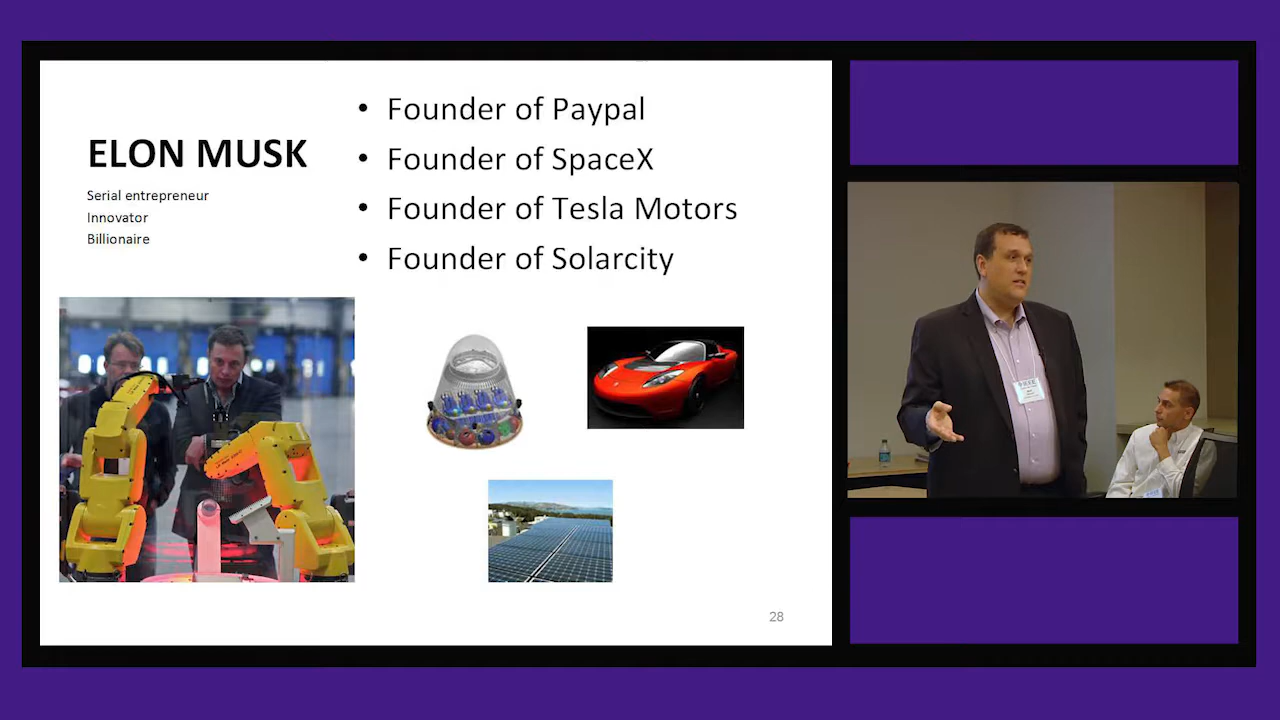 ELON MUSK
Serial entrepreneur
Innovator
Billionaire
• Founder of Paypal
• Founder of SpaceX
• Founder of Tesla Motors
• Founder of Solarcity
28